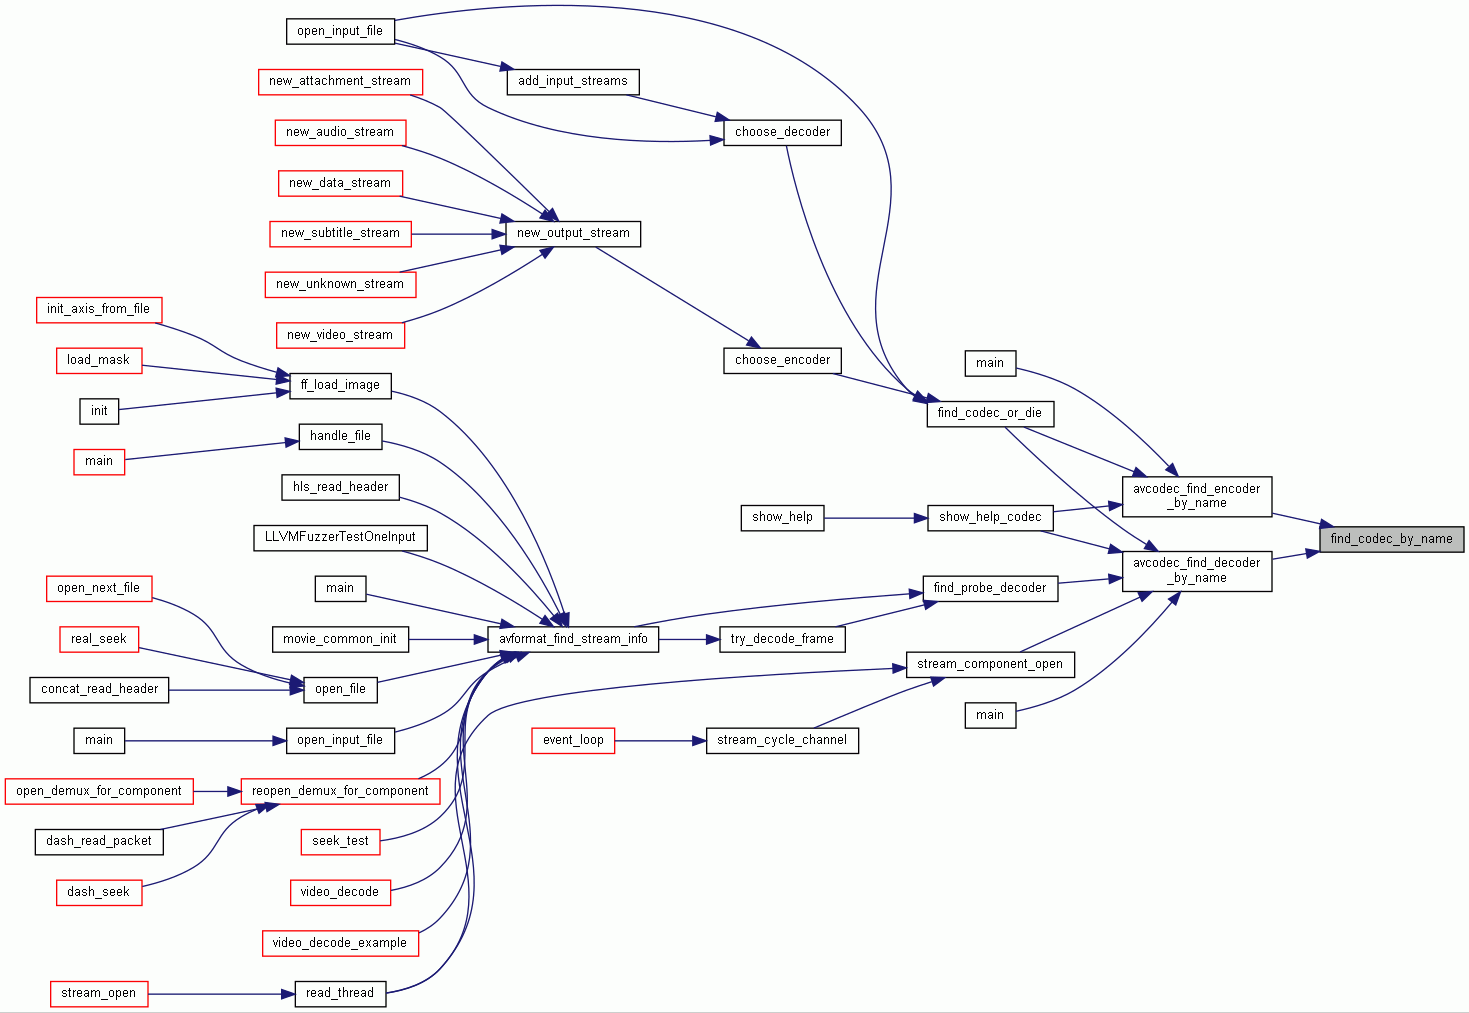 open_input_file
new_attachment_stream
add_input_streams
new_audio_stream
choose_decoder
new_data_stream
new_subtitle_stream
new_output_stream
new_unknown_stream
init_axis_from_file
new_video_stream
load_mask
choose_encoder
main
ff_load_image
init
find_codec_or_die
handle_file
main
hls_read_header
avcodec_find_encoder
_by_name
show_help
show_help_codec
LLVMFuzzerTestOneInput
find_codec_by_name
avcodec_find_decoder
_by_name
open_next_file
main
find_probe_decoder
real_seek
movie_common_init
avformat_find_stream_info
try_decode_frame
stream_component_open
concat_read_header
open_file
main
main
open_input_file
event_loop
stream_cycle_channel
open_demux_for_component
reopen_demux_for_component
dash_read_packet
seek_test
dash_seek
video_decode
video_decode_example
stream_open
read_thread